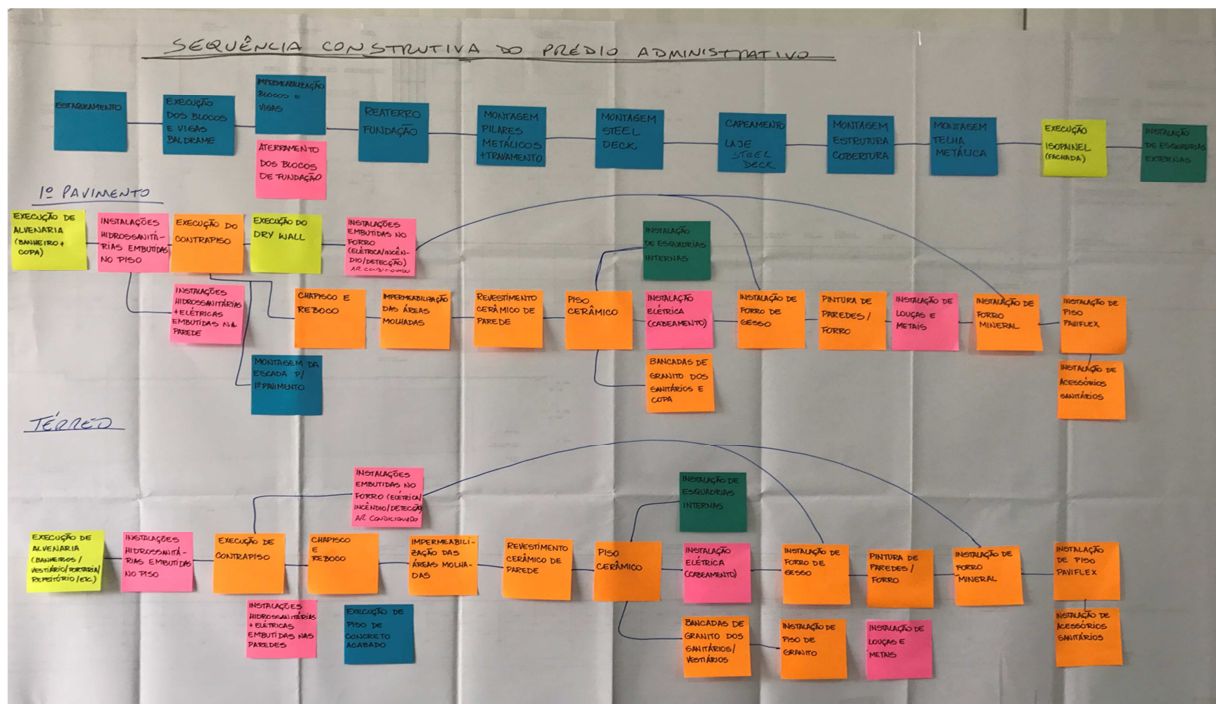 SEQUÊNCIA CONSTRUTIVA DO PRÉDIO ADMINISTRATIVO
ESTAQUEAMENTO
EXECUÇÃO
DOS BLOCOS
E VIGAS
BALDRAME
IMPERMEABILIZAÇÃO
BLOCOS E
VIGAS
ATERRAMENTO
DOS BLOCOS
DE FUNDAÇÃO
REATERRO
FUNDAÇÃO
MONTAGEM
PILARES
METÁLICOS
+ TRAVAMENTO
MONTAGEM
STEEL
DECK
CAPEAMENTO
LAJE
STEEL
DECK
MONTAGEM
ESTRUTURA
COBERTURA
MONTAGEM
TELHA
METÁLICA
EXECUÇÃO
ISOPAINEL
(FACHADA)
INSTALAÇÃO
DE ESQUADRIAS
EXTERNAS
1º PAVIMENTO
EXECUÇÃO DE
ALVENARIA
(BANHEIRO +
COPA)
INSTALAÇÕES
HIDROSSANITÁ-
RIAS EMBUTIDAS
NO PISO
EXECUÇÃO DO
CONTRAPISO
EXECUÇÃO DO
DRY WALL
INSTALAÇÕES
EMBUTIDAS NO
FORRO
(ELÉTRICA/INCÊN-
DIO/DETECÇÃO)
AR CONDICIONADO
INSTALAÇÕES
HIDROSSANITÁRIAS
+ ELÉTRICAS
EMBUTIDAS NA
PAREDE
MONTAGEM DA
ESCADA P/
1º PAVIMENTO
CHAPISCO E
REBOCO
IMPERMEABILIZAÇÃO
DAS ÁREAS
MOLHADAS
REVESTIMENTO
CERÂMICO DE
PAREDE
PISO
CERÂMICO
INSTALAÇÃO
DE ESQUADRIAS
INTERNAS
INSTALAÇÃO
ELÉTRICA
(CABEAMENTO)
BANCADAS DE
GRANITO DOS
SANITÁRIOS E
COPA
INSTALAÇÃO DE
FORRO DE
GESSO
PINTURA DE
PAREDES /
FORRO
INSTALAÇÃO DE
LOUÇAS E
METAIS
INSTALAÇÃO DE
FORRO MINERAL
INSTALAÇÃO DE
PISO
PAVIFLEX
INSTALAÇÃO DE
ACESSÓRIOS
SANITÁRIOS
TÉRREO
EXECUÇÃO DE
ALVENARIA
(BANHEIROS/
VESTIÁRIO/PORTARIA/
REFEITÓRIO/ETC.)
INSTALAÇÕES
HIDROSSANITÁ-
RIAS EMBUTIDAS
NO PISO
EXECUÇÃO DE
CONTRAPISO
INSTALAÇÕES
EMBUTIDAS NO
FORRO (ELÉTRICA/
INCÊNDIO/DETECÇÃO)
AR CONDICIONADO
INSTALAÇÕES
HIDROSSANITÁRIAS
+ ELÉTRICAS
EMBUTIDAS NAS
PAREDES
CHAPISCO
E
REBOCO
EXECUÇÃO DE
PISO DE
CONCRETO
ACABADO
IMPERMEABILI-
ZAÇÃO DAS
ÁREAS MOLHA-
DAS
REVESTIMENTO
CERÂMICO DE
PAREDE
PISO
CERÂMICO
INSTALAÇÃO DE
ESQUADRIAS
INTERNAS
INSTALAÇÃO
ELÉTRICA
(CABEAMENTO)
BANCADAS DE
GRANITO DOS
SANITÁRIOS/
VESTIÁRIOS
INSTALAÇÃO DE
FORRO DE
GESSO
INSTALAÇÃO DE
PISO DE
GRANITO
PINTURA DE
PAREDES /
FORRO
INSTALAÇÃO DE
LOUÇAS E
METAIS
INSTALAÇÃO DE
FORRO
MINERAL
INSTALAÇÃO
DE PISO
PAVIFLEX
INSTALAÇÃO DE
ACESSÓRIOS
SANITÁRIOS